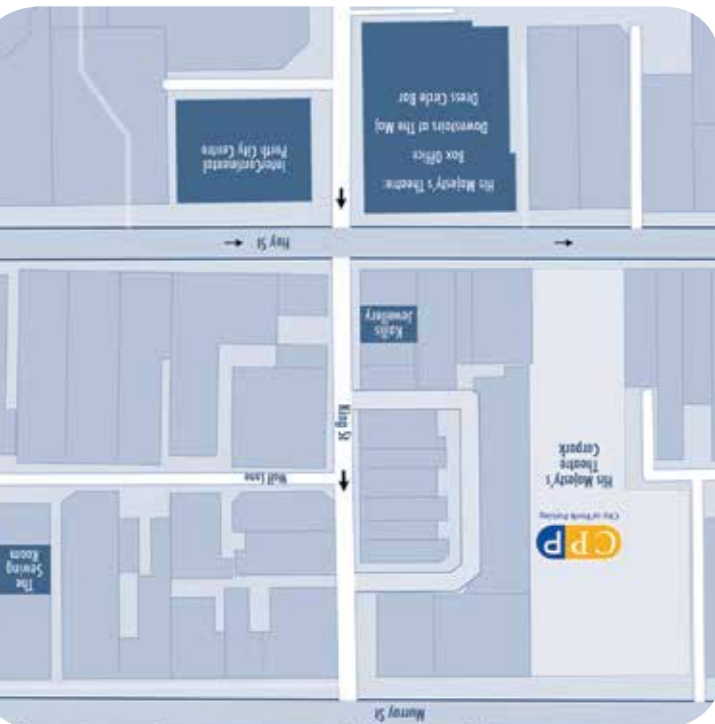 Murray St
CPP
City of Perth Parking
The
Sewing
Room
His Majesty's
Theatre
Carpark
Wolf Lane
King St
Kailis
Jewellery
Hay St
His Majesty's Theatre:
Box Office
Downstairs at The Maj
Dress Circle Bar
InterContinental
Perth City Centre